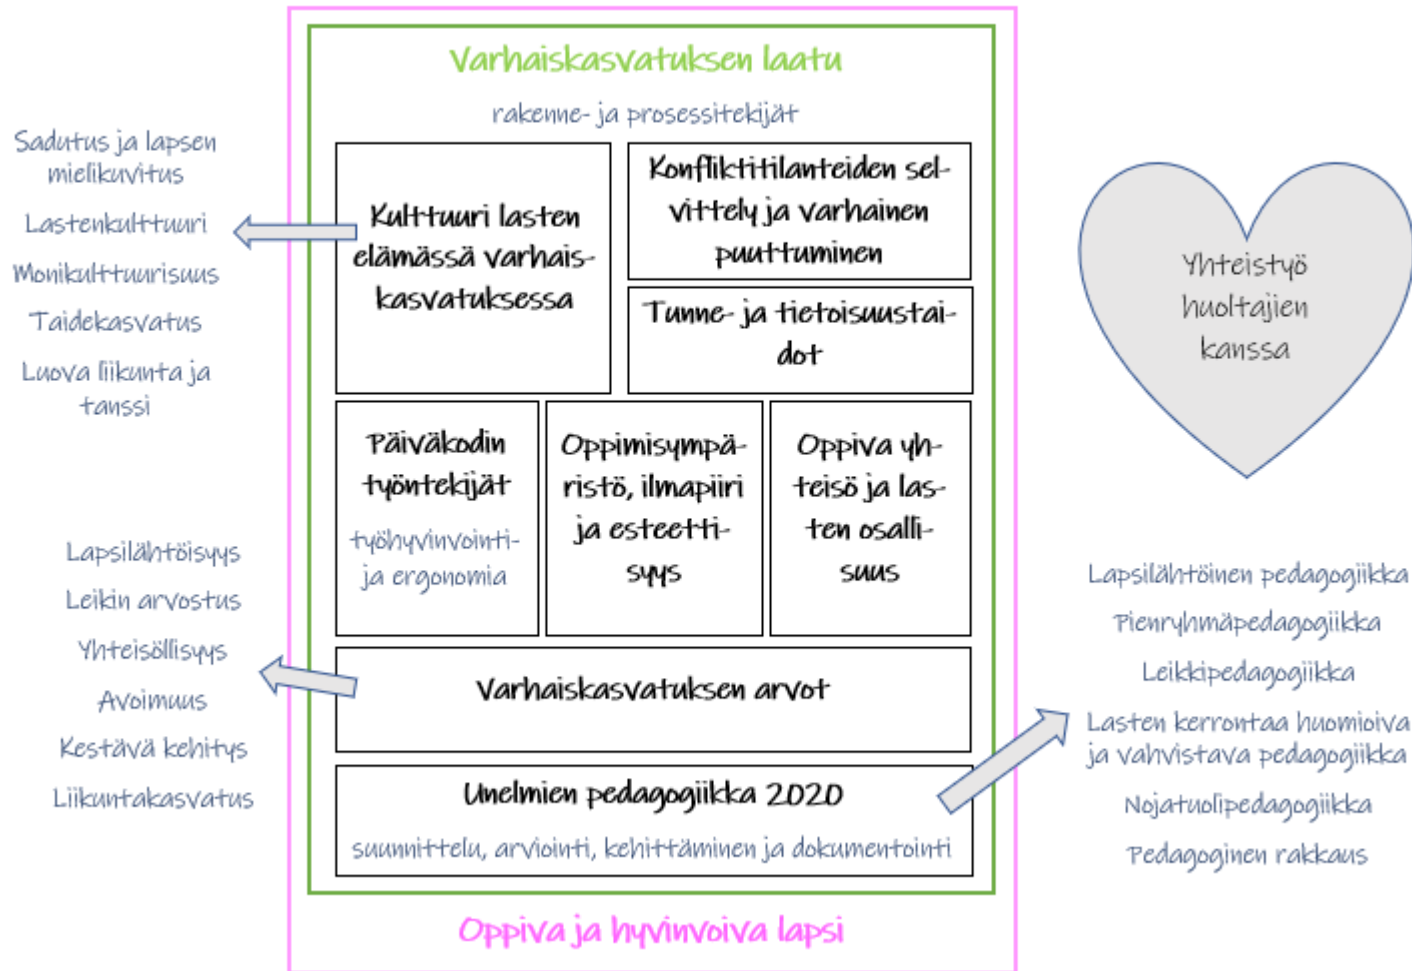 Varhaiskasvatuksen laatu
rakenne- ja prosessitekijät
Sadutus ja lapsen
mielikuvitus
Lastenkulttuuri
Monikulttuurisuus
Taidekasvatus
Luova liikunta ja
tanssi
Kulttuuri lasten
elämässä varhais-
kasvatuksessa
Konfliktitilanteiden sel-
vittely ja varhainen
puuttuminen
Tunne- ja tietoisuustai-
dot
Yhteistyö
huoltajien
kanssa
Päiväkodin
työntekijät
työhyvinvointi-
ja ergonomia
Oppimisympä-
ristö, ilmapiiri
ja esteetti-
syys
Oppiva yh-
teisö ja las-
ten osalli-
suus
Lapsilähtöisyys
Leikin arvostus
Yhteisöllisyys
Avoimuus
Kestävä kehitys
Liikuntakasvatus
Varhaiskasvatuksen arvot
Unelmien pedagogiikka 2020
suunnittelu, arviointi, kehittäminen ja dokumentointi
Lapsilähtöinen pedagogiikka
Pienryhmäpedagogiikka
Leikkipedagogiikka
Lasten kerrontaa huomioiva
ja vahvistava pedagogiikka
Nojatuolipedagogiikka
Pedagoginen rakkaus
Oppiva ja hyvinvoiva lapsi